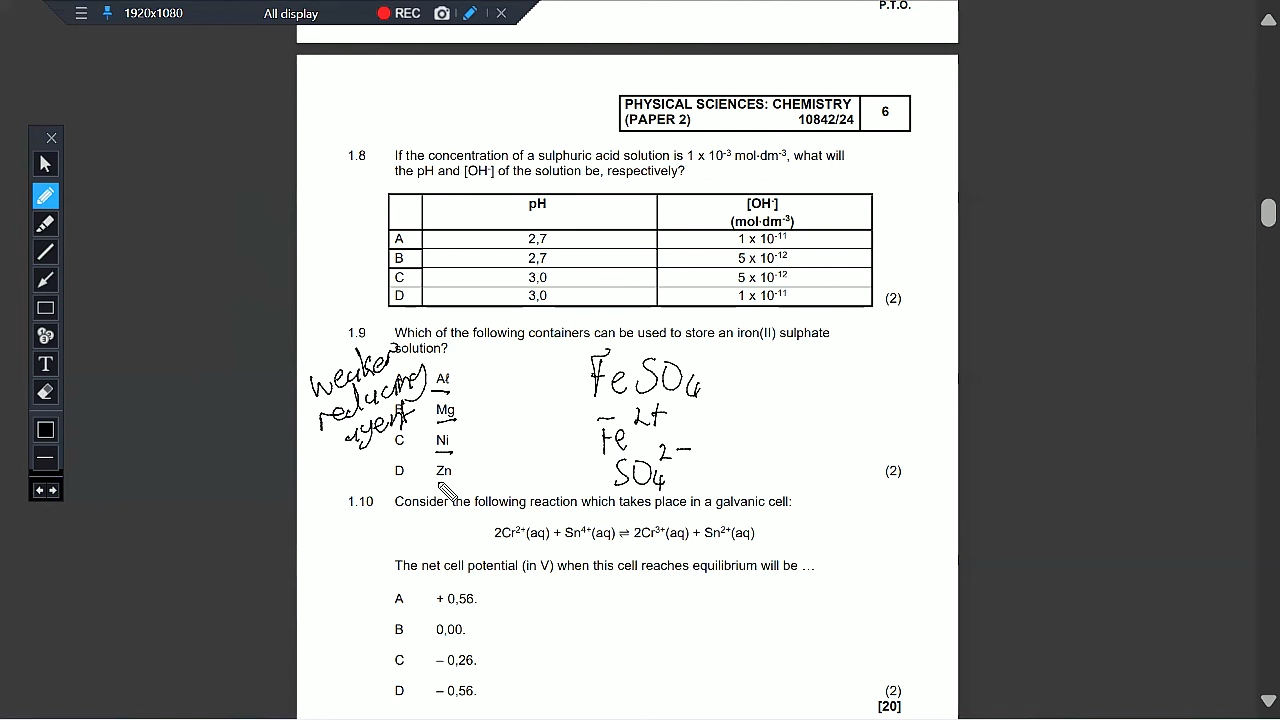 1920x1080 All display REC
P.T.O.
PHYSICAL SCIENCES: CHEMISTRY
(PAPER 2) 10842/24
6
1.8 If the concentration of a sulphuric acid solution is 1 x 10⁻³ mol·dm⁻³, what will
the pH and [OH⁻] of the solution be, respectively?
pH [OH⁻]
(mol·dm⁻³)
A 2,7 1 x 10⁻¹¹
B 2,7 5 x 10⁻¹²
C 3,0 5 x 10⁻¹²
D 3,0 1 x 10⁻¹¹
(2)
1.9 Which of the following containers can be used to store an iron(II) sulphate
solution?
weaker
reducing
agent
Aℓ
Mg
C Ni
D Zn
(2)
FeSO₄
Fe²⁺
SO₄²⁻
1.10 Consider the following reaction which takes place in a galvanic cell:
2Cr²⁺(aq) + Sn⁴⁺(aq) ⇌ 2Cr³⁺(aq) + Sn²⁺(aq)
The net cell potential (in V) when this cell reaches equilibrium will be …
A + 0,56.
B 0,00.
C – 0,26.
D – 0,56.
(2)
[20]